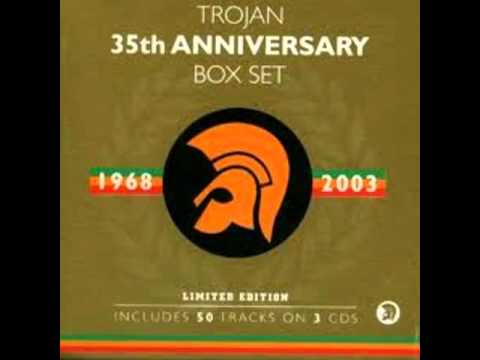 TROJAN
35th ANNIVERSARY
BOX SET
1968 2003
LIMITED EDITION
INCLUDES 50 TRACKS ON 3 CDS